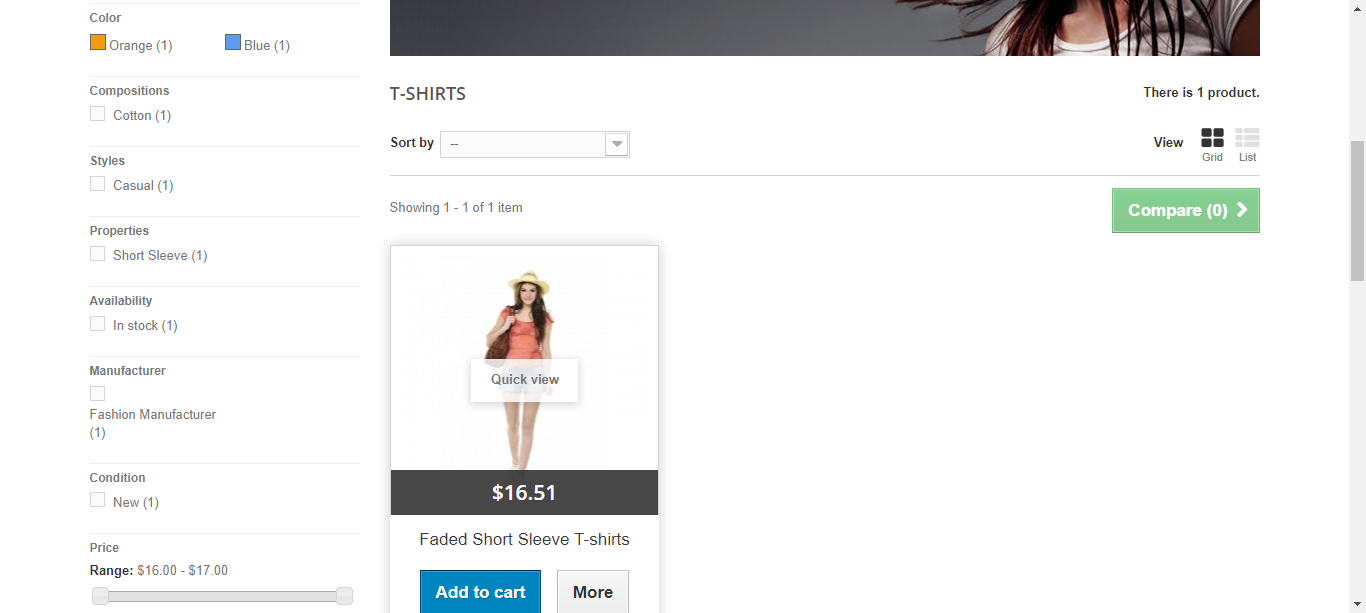 Color
Orange (1)
Blue (1)
Compositions
Cotton (1)
Styles
Casual (1)
Properties
Short Sleeve (1)
Availability
In stock (1)
Manufacturer
Fashion Manufacturer
(1)
Condition
New (1)
Price
Range: $16.00 - $17.00
T-SHIRTS
There is 1 product.
Sort by
--
View
Grid
List
Showing 1 - 1 of 1 item
Compare (0)
Quick view
$16.51
Faded Short Sleeve T-shirts
Add to cart
More